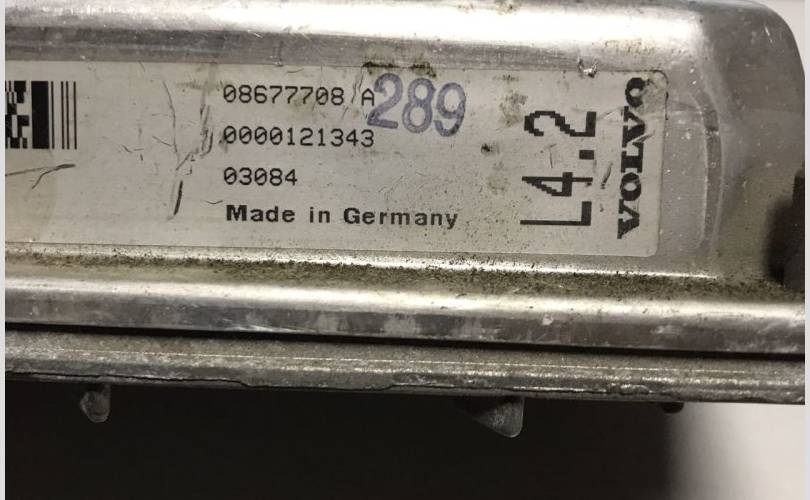 08677708 A
289
0000121343
03084
Made in Germany
L4.2
VOLVO